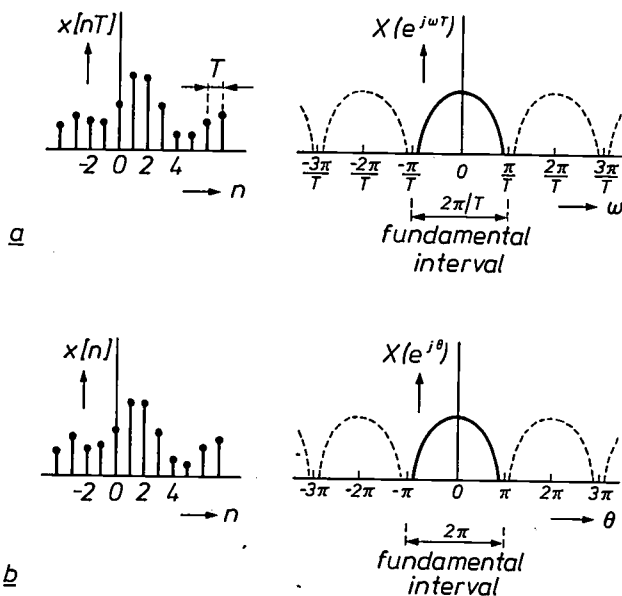 x[nT]
T
-2 0 2 4
n
X(e^{jωT})
-3π/T -2π/T -π/T 0 π/T 2π/T 3π/T
2π/T
ω
fundamental
interval
a
x[n]
-2 0 2 4
n
X(e^{jθ})
-3π -2π -π 0 π 2π 3π
2π
θ
fundamental
interval
b